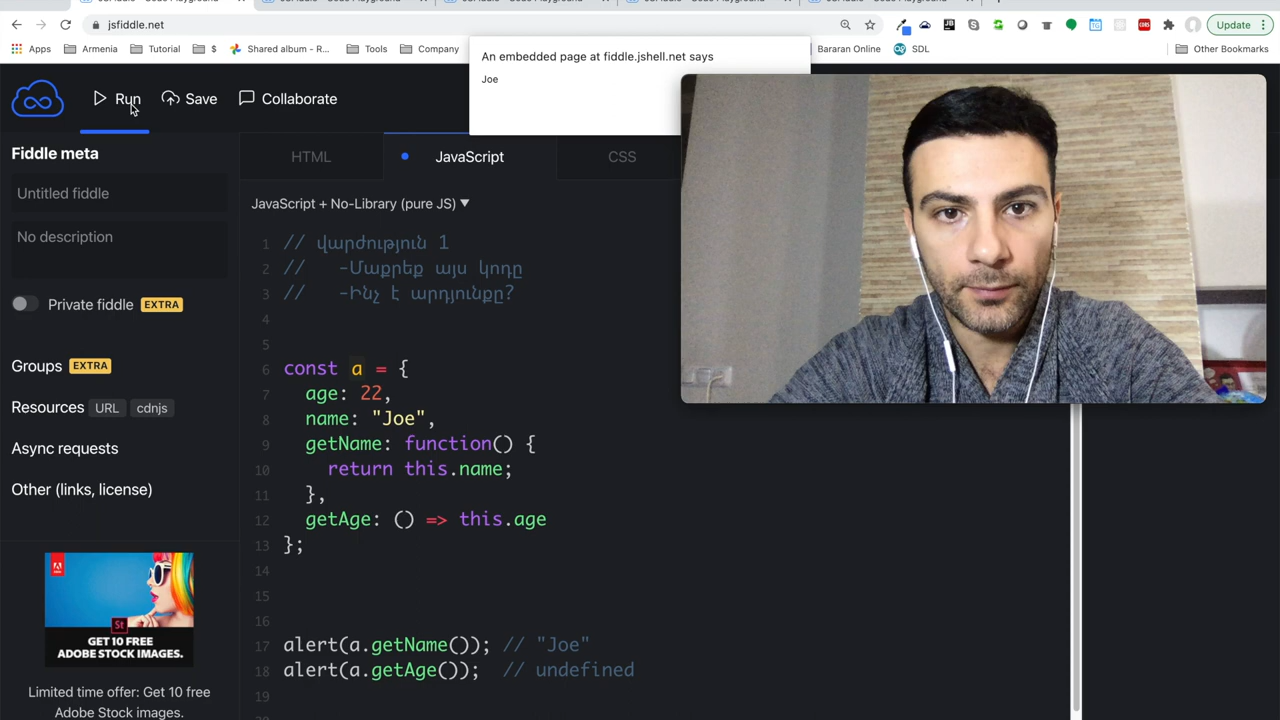 jsfiddle.net
Update
Apps
Armenia
Tutorial
$
Shared album - R...
Tools
Company
Bararan Online
SDL
Other Bookmarks
An embedded page at fiddle.jshell.net says
Joe
Run
Save
Collaborate
Fiddle meta
Untitled fiddle
No description
Private fiddle EXTRA
Groups EXTRA
Resources URL cdnjs
Async requests
Other (links, license)
GET 10 FREE
ADOBE STOCK IMAGES.
St
Limited time offer: Get 10 free
Adobe Stock images.
HTML
JavaScript
CSS
JavaScript + No-Library (pure JS) ▼
1 // վարժություն 1
2 //   -Մաքրեք այս կոդը
3 //   -Ինչ է արդյունքը?
4
5
6 const a = {
7   age: 22,
8   name: "Joe",
9   getName: function() {
10     return this.name;
11   },
12   getAge: () => this.age
13 };
14
15
16
17 alert(a.getName()); // "Joe"
18 alert(a.getAge());  // undefined
19